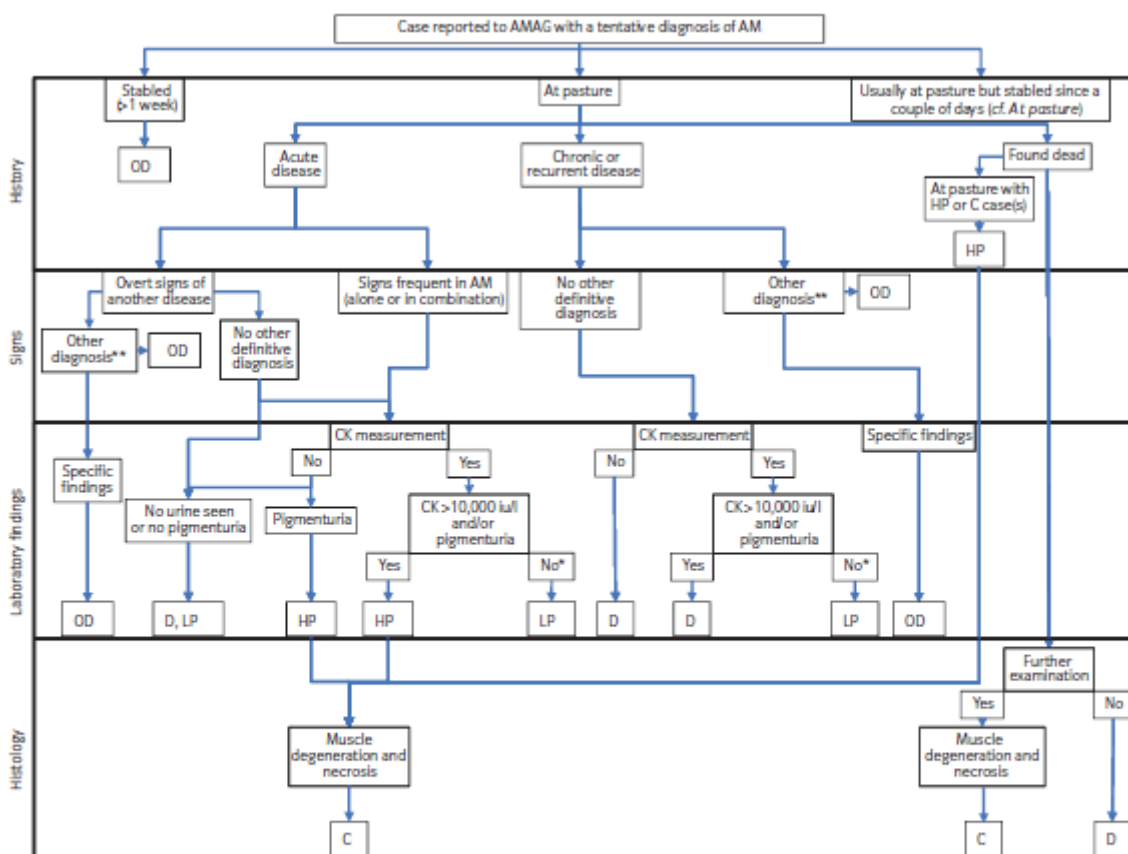 Case reported to AMAG with a tentative diagnosis of AM
History
Stabled
(>1 week)
At pasture
Usually at pasture but stabled since a
couple of days (cf. At pasture)
OD
Acute
disease
Chronic or
recurrent disease
Found dead
At pasture with
HP or C case(s)
HP
Signs
Overt signs of
another disease
Signs frequent in AM
(alone or in combination)
No other
definitive
diagnosis
Other
diagnosis**
OD
Other
diagnosis**
OD
No other
definitive
diagnosis
Laboratory findings
CK measurement
CK measurement
Specific findings
No
Yes
No
Yes
Specific
findings
No urine seen
or no pigmenturia
Pigmenturia
CK>10,000 iu/l
and/or
pigmenturia
CK>10,000 iu/l
and/or
pigmenturia
Yes
No*
Yes
No*
OD
D, LP
HP
HP
LP
D
D
LP
OD
Histology
Further
examination
Yes
No
Muscle
degeneration and
necrosis
Muscle
degeneration and
necrosis
C
C
D